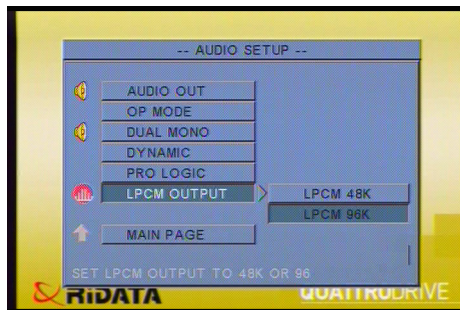 -- AUDIO SETUP --
AUDIO OUT
OP MODE
DUAL MONO
DYNAMIC
PRO LOGIC
LPCM OUTPUT
LPCM 48K
LPCM 96K
MAIN PAGE
SET LPCM OUTPUT TO 48K OR 96
RiDATA
QUATTRODRIVE